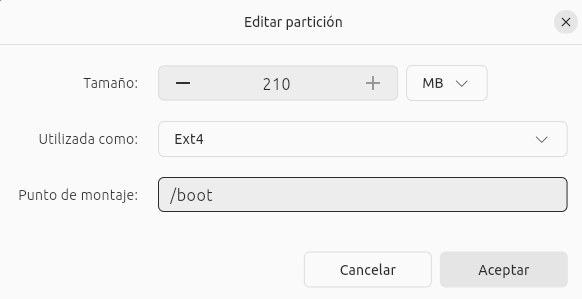 Editar partición
Tamaño: 210 MB
Utilizada como: Ext4
Punto de montaje: /boot
Cancelar Aceptar